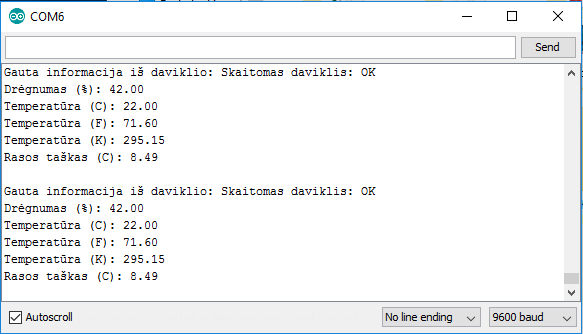 COM6
Send
Gauta informacija iš daviklio: Skaitomas daviklis: OK
Drėgnumas (%): 42.00
Temperatūra (C): 22.00
Temperatūra (F): 71.60
Temperatūra (K): 295.15
Rasos taškas (C): 8.49
Gauta informacija iš daviklio: Skaitomas daviklis: OK
Drėgnumas (%): 42.00
Temperatūra (C): 22.00
Temperatūra (F): 71.60
Temperatūra (K): 295.15
Rasos taškas (C): 8.49
Autoscroll
No line ending
9600 baud